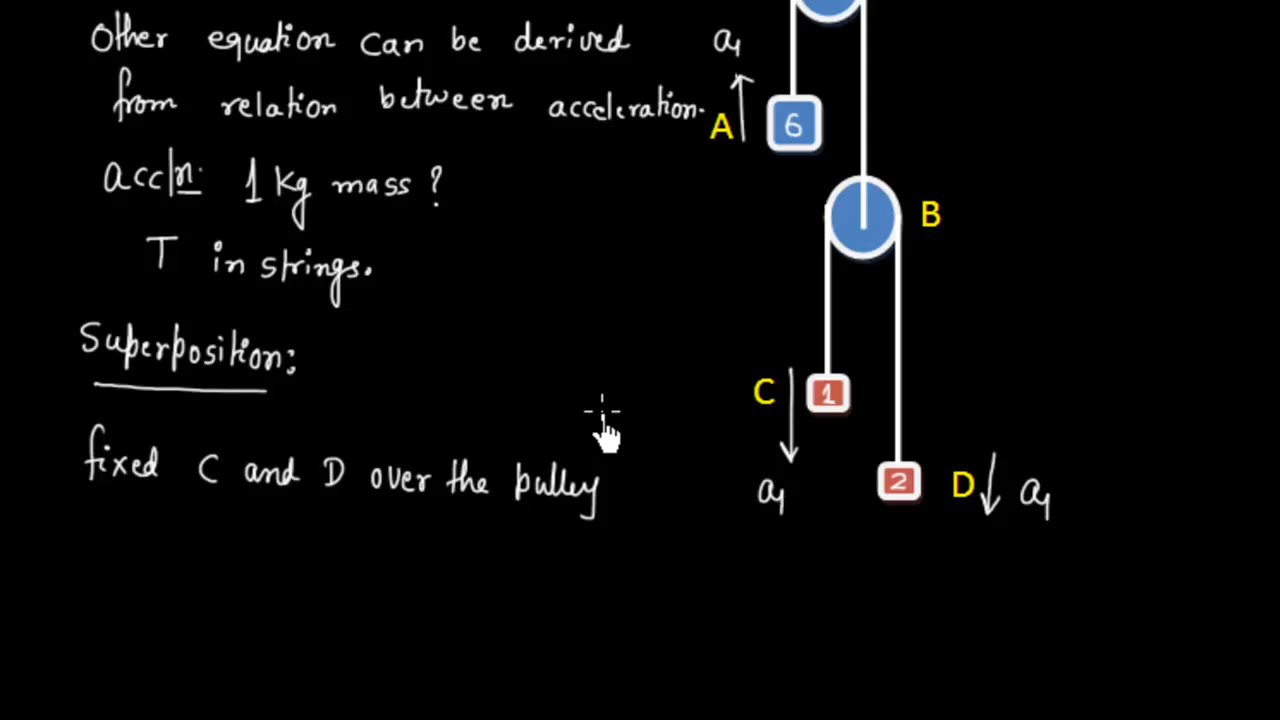 Other equation can be derived
from relation between acceleration.
acc/n: 1 Kg mass ?
T in strings.
Superposition:
fixed C and D over the pulley
a1
A
6
B
C
1
a1
2
D
a1